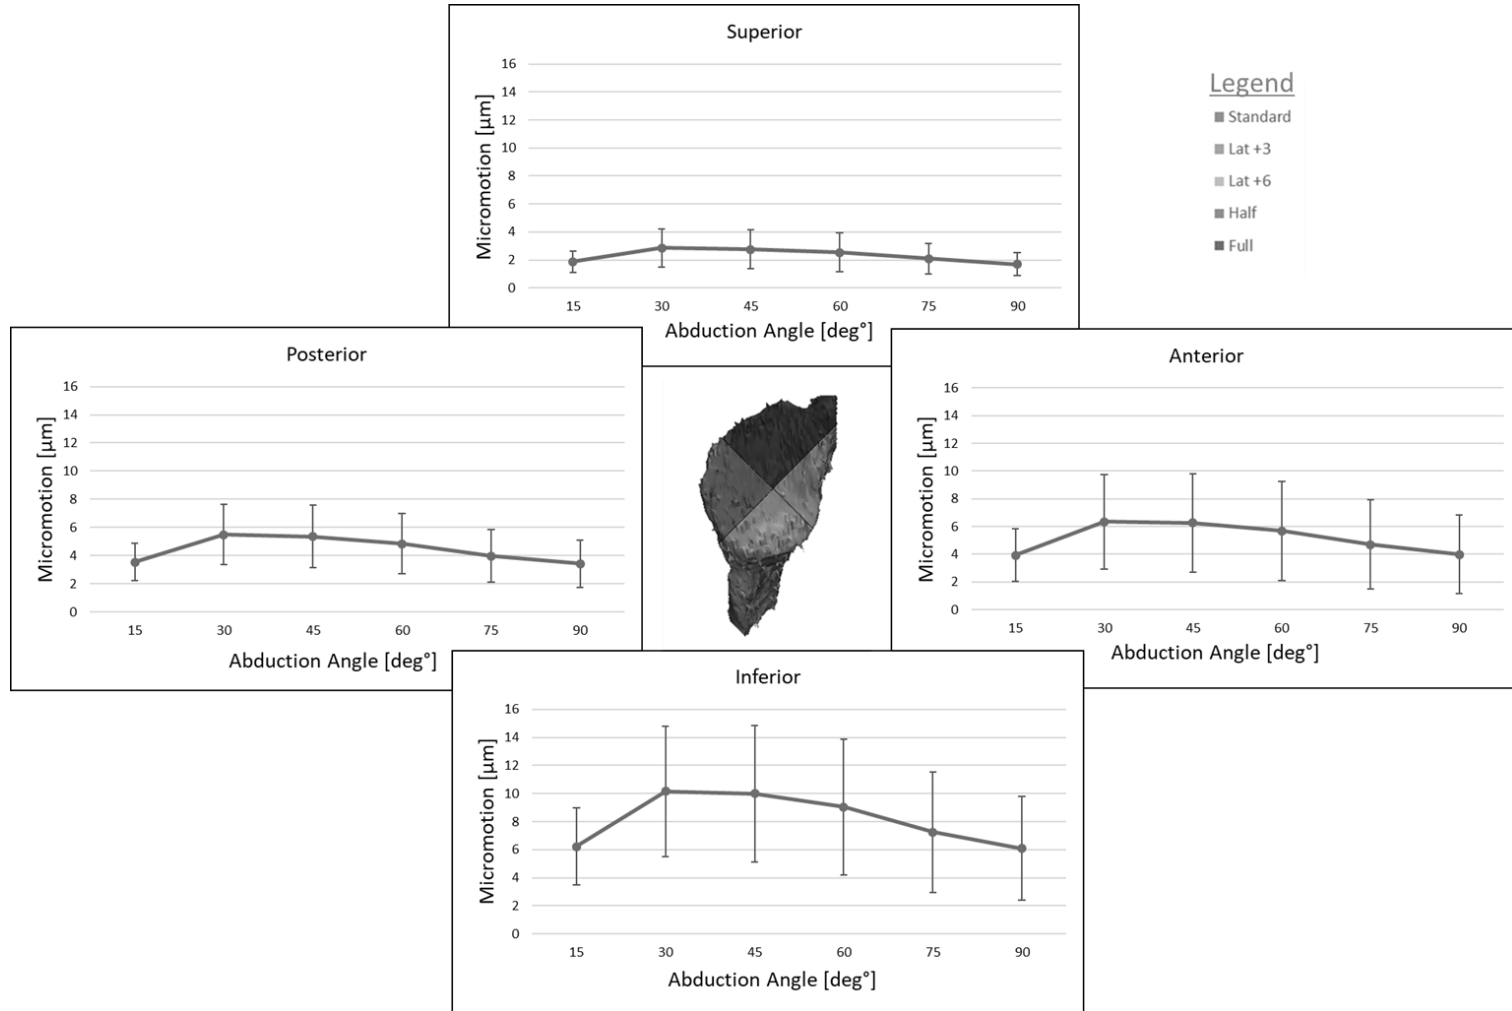 Superior
16
14
12
10
8
6
4
2
0
Micromotion [µm]
15 30 45 60 75 90
Abduction Angle [deg°]
Legend
Standard
Lat +3
Lat +6
Half
Full
Posterior
16
14
12
10
8
6
4
2
0
Micromotion [µm]
15 30 45 60 75 90
Abduction Angle [deg°]
Anterior
16
14
12
10
8
6
4
2
0
Micromotion [µm]
15 30 45 60 75 90
Abduction Angle [deg°]
Inferior
16
14
12
10
8
6
4
2
0
Micromotion [µm]
15 30 45 60 75 90
Abduction Angle [deg°]